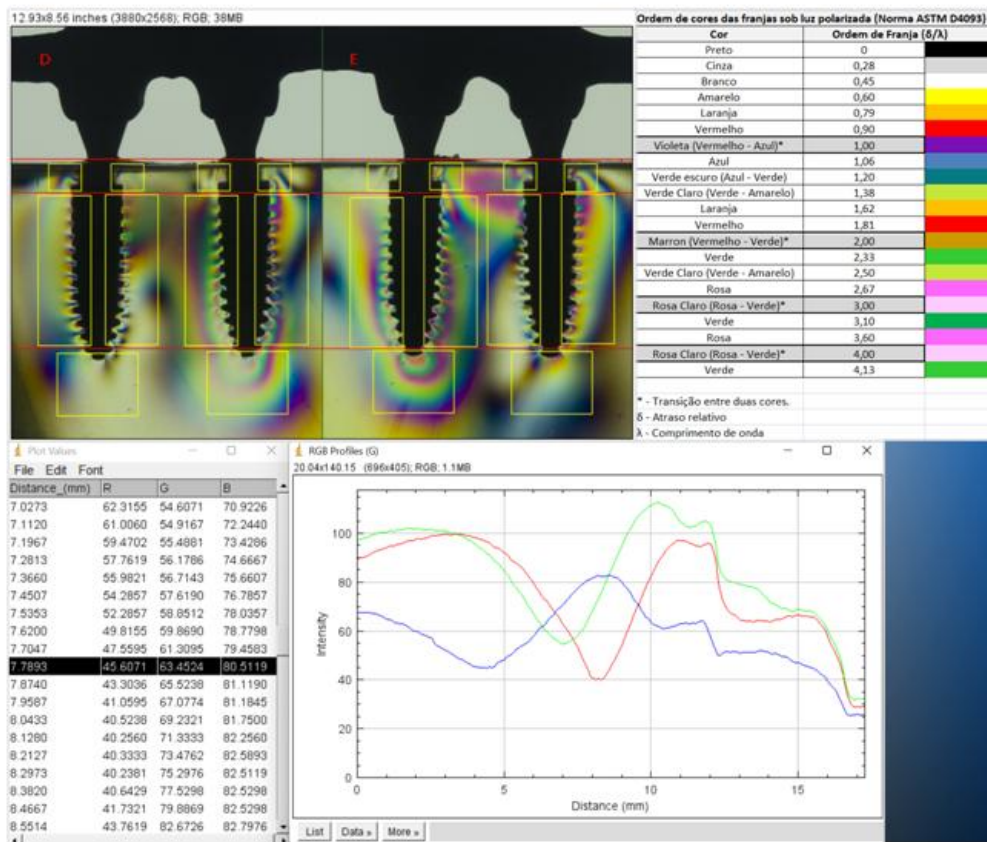 12.93x8.56 inches (3880x2568); RGB; 38MB
D
E
Ordem de cores das franjas sob luz polarizada (Norma ASTM D4093)
Cor Ordem de Franja (δ/λ)
Preto 0
Cinza 0,28
Branco 0,45
Amarelo 0,60
Laranja 0,79
Vermelho 0,90
Violeta (Vermelho - Azul)* 1,00
Azul 1,06
Verde escuro (Azul - Verde) 1,20
Verde Claro (Verde - Amarelo) 1,38
Laranja 1,62
Vermelho 1,81
Marron (Vermelho - Verde)* 2,00
Verde 2,33
Verde Claro (Verde - Amarelo) 2,50
Rosa 2,67
Rosa Claro (Rosa - Verde)* 3,00
Verde 3,10
Rosa 3,60
Rosa Claro (Rosa - Verde)* 4,00
Verde 4,13
* - Transição entre duas cores.
δ - Atraso relativo
λ - Comprimento de onda
Plot Values
File Edit Font
Distance_(mm) R G B
7.0273 62.3155 54.6071 70.9226
7.1120 61.0060 54.9167 72.2440
7.1967 59.4702 55.4881 73.4286
7.2813 57.7619 56.1786 74.6667
7.3660 55.9821 56.7143 75.6607
7.4507 54.2857 57.6190 76.7857
7.5353 52.2857 58.8512 78.0357
7.6200 49.8155 59.8690 78.7798
7.7047 47.5595 61.3095 79.4583
7.7893 45.6071 63.4524 80.5119
7.8740 43.3036 65.5238 81.1190
7.9587 41.0595 67.0774 81.1845
8.0433 40.5238 69.2321 81.7500
8.1280 40.2560 71.3333 82.2560
8.2127 40.3333 73.4762 82.5893
8.2973 40.2381 75.2976 82.5119
8.3820 40.6429 77.5298 82.5298
8.4667 41.7321 79.8869 82.5298
8.5514 43.7619 82.6726 82.7976
RGB Profiles (G)
20.04x140.15 (696x405); RGB; 1.1MB
Intensity
100
80
60
40
20
0
0 5 10 15
Distance (mm)
List Data » More »